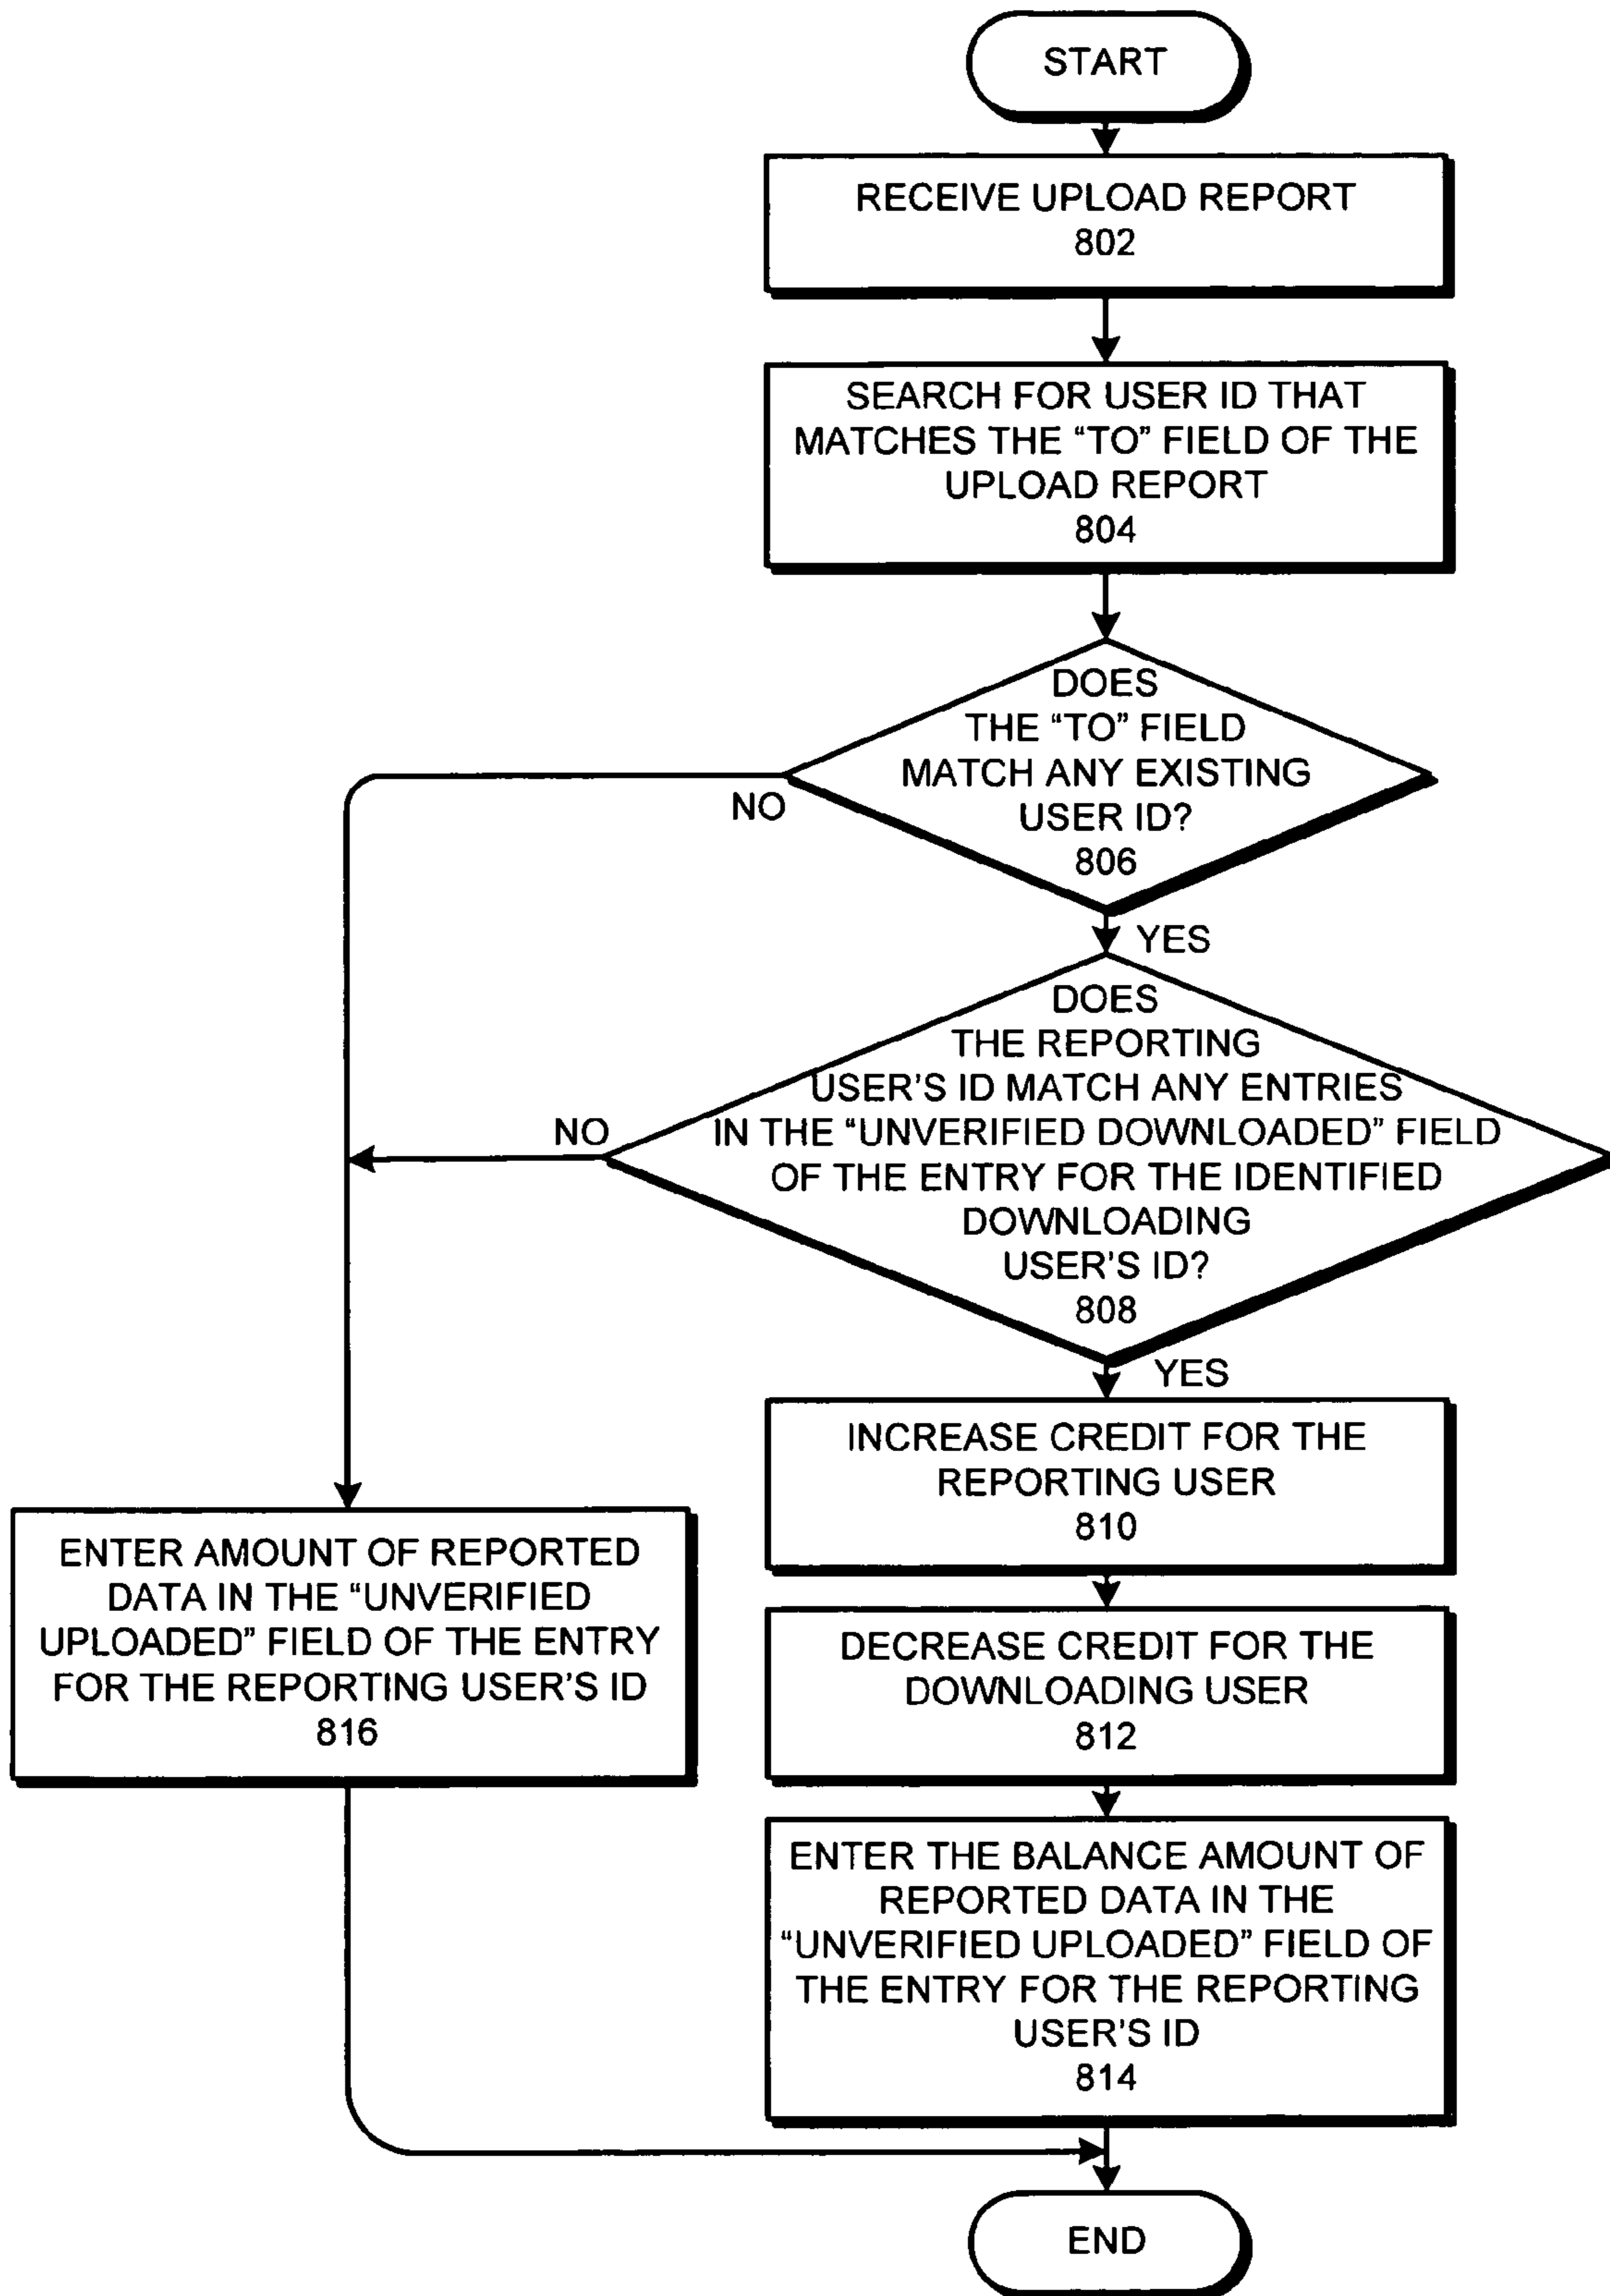 START
RECEIVE UPLOAD REPORT
802
SEARCH FOR USER ID THAT
MATCHES THE “TO” FIELD OF THE
UPLOAD REPORT
804
DOES
THE “TO” FIELD
MATCH ANY EXISTING
USER ID?
806
NO
YES
DOES
THE REPORTING
USER'S ID MATCH ANY ENTRIES
IN THE “UNVERIFIED DOWNLOADED” FIELD
OF THE ENTRY FOR THE IDENTIFIED
DOWNLOADING
USER'S ID?
808
NO
YES
INCREASE CREDIT FOR THE
REPORTING USER
810
ENTER AMOUNT OF REPORTED
DATA IN THE “UNVERIFIED
UPLOADED” FIELD OF THE ENTRY
FOR THE REPORTING USER'S ID
816
DECREASE CREDIT FOR THE
DOWNLOADING USER
812
ENTER THE BALANCE AMOUNT OF
REPORTED DATA IN THE
“UNVERIFIED UPLOADED” FIELD OF
THE ENTRY FOR THE REPORTING
USER'S ID
814
END